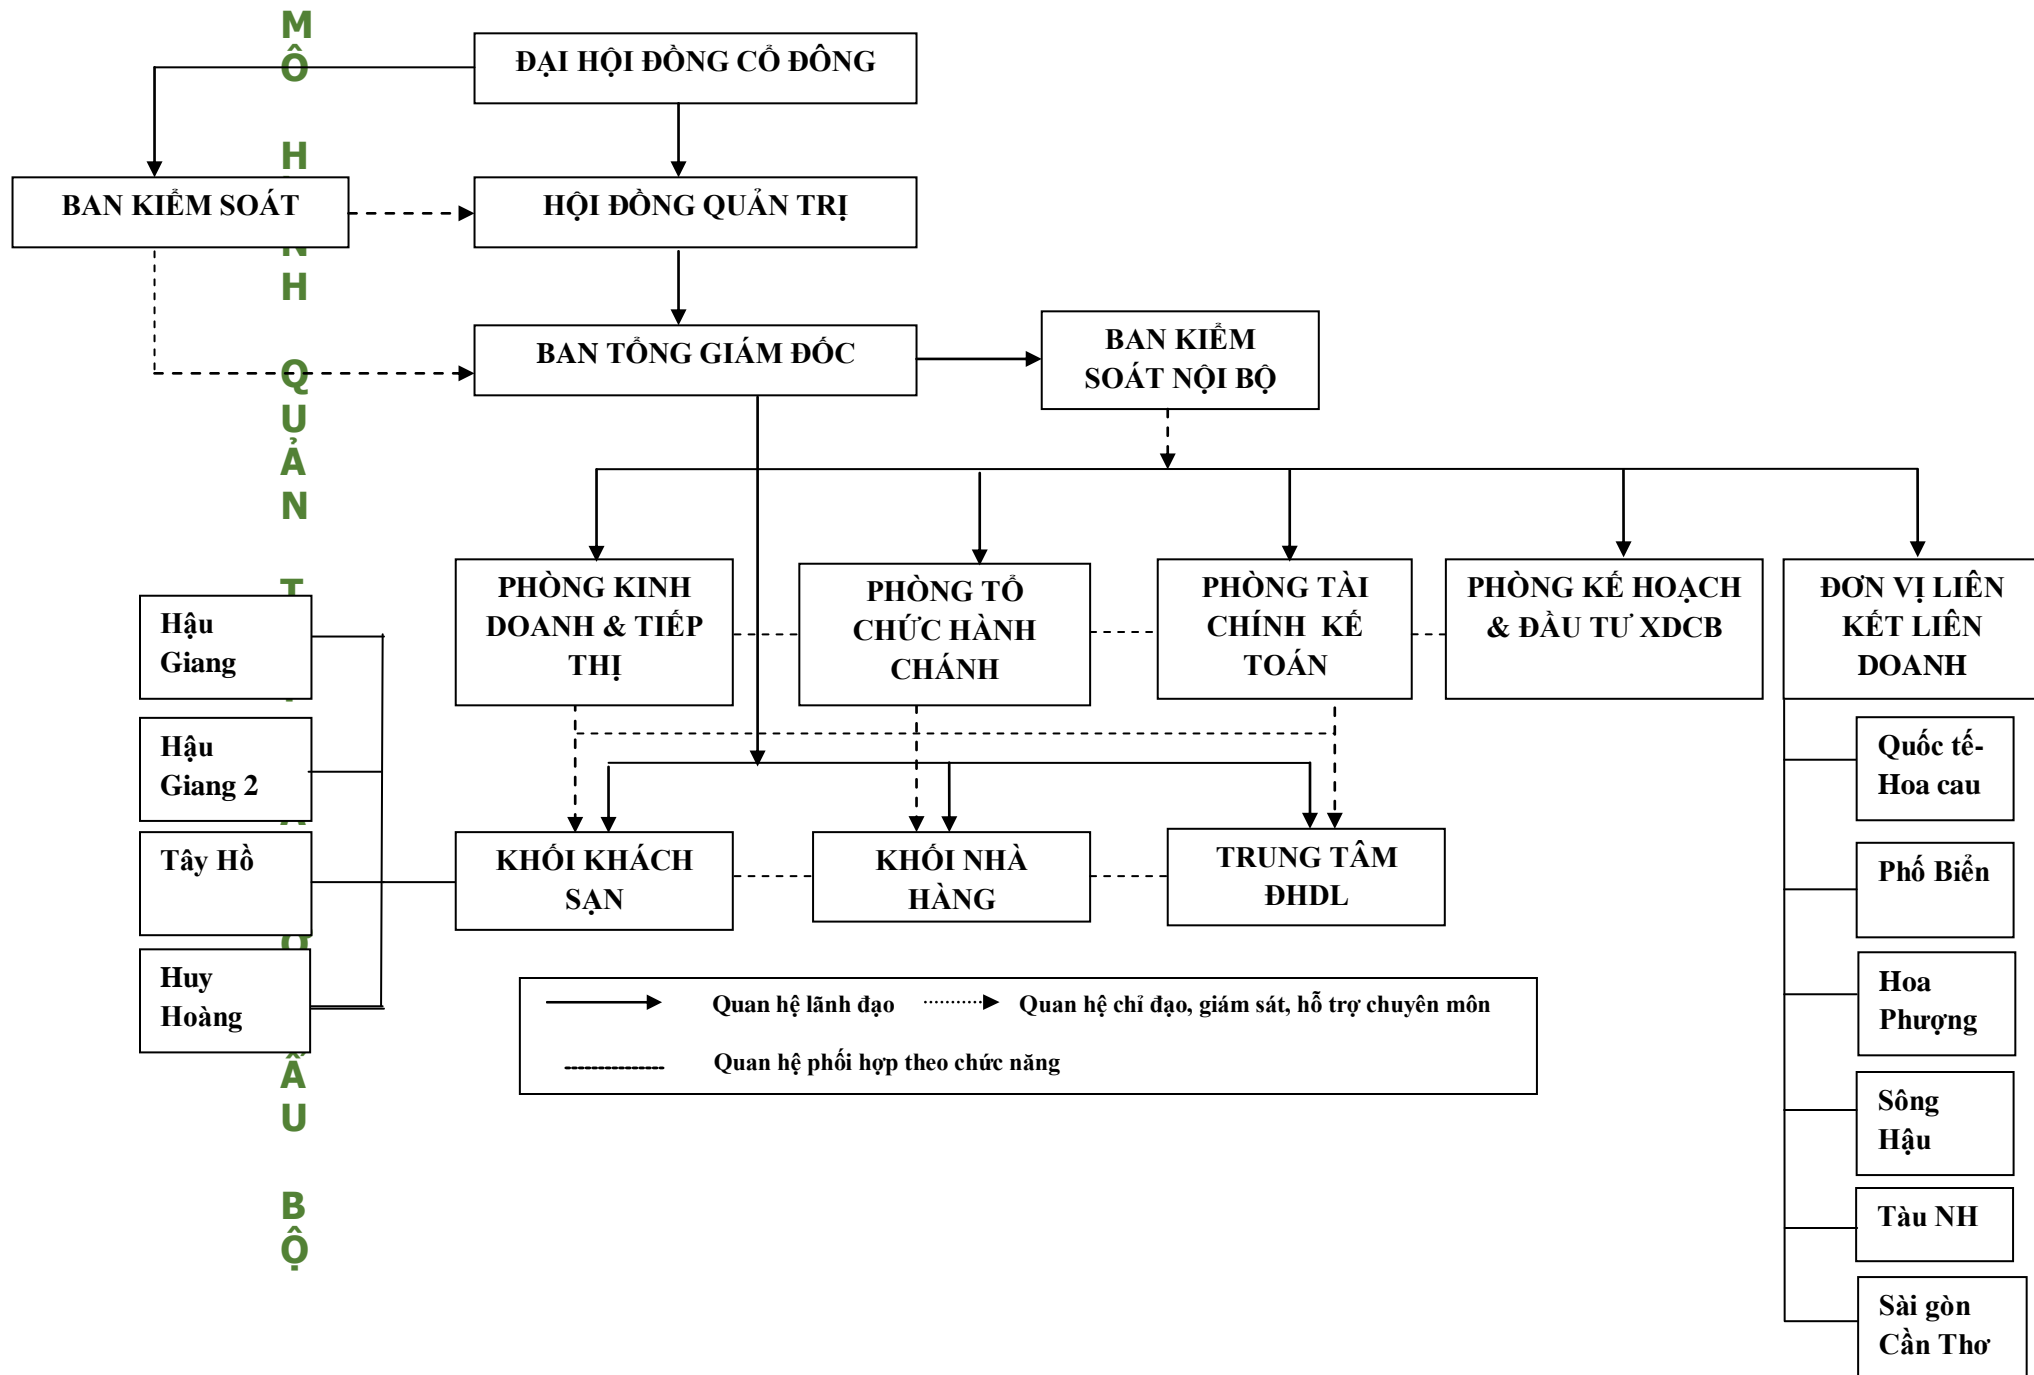 MÔ
H
NH
QUẢN
T
ẤU
BỘ
ĐẠI HỘI ĐỒNG CỔ ĐÔNG
BAN KIỂM SOÁT
HỘI ĐỒNG QUẢN TRỊ
BAN TỔNG GIÁM ĐỐC
BAN KIỂM
SOÁT NỘI BỘ
PHÒNG KINH
DOANH & TIẾP
THỊ
PHÒNG TỔ
CHỨC HÀNH
CHÁNH
PHÒNG TÀI
CHÍNH KẾ
TOÁN
PHÒNG KẾ HOẠCH
& ĐẦU TƯ XDCB
ĐƠN VỊ LIÊN
KẾT LIÊN
DOANH
Hậu
Giang
Hậu
Giang 2
Tây Hồ
Huy
Hoàng
KHỐI KHÁCH
SẠN
KHỐI NHÀ
HÀNG
TRUNG TÂM
ĐHDL
Quốc tế-
Hoa cau
Phố Biển
Hoa
Phượng
Sông
Hậu
Tàu NH
Sài gòn
Cần Thơ
Quan hệ lãnh đạo
Quan hệ chỉ đạo, giám sát, hỗ trợ chuyên môn
Quan hệ phối hợp theo chức năng